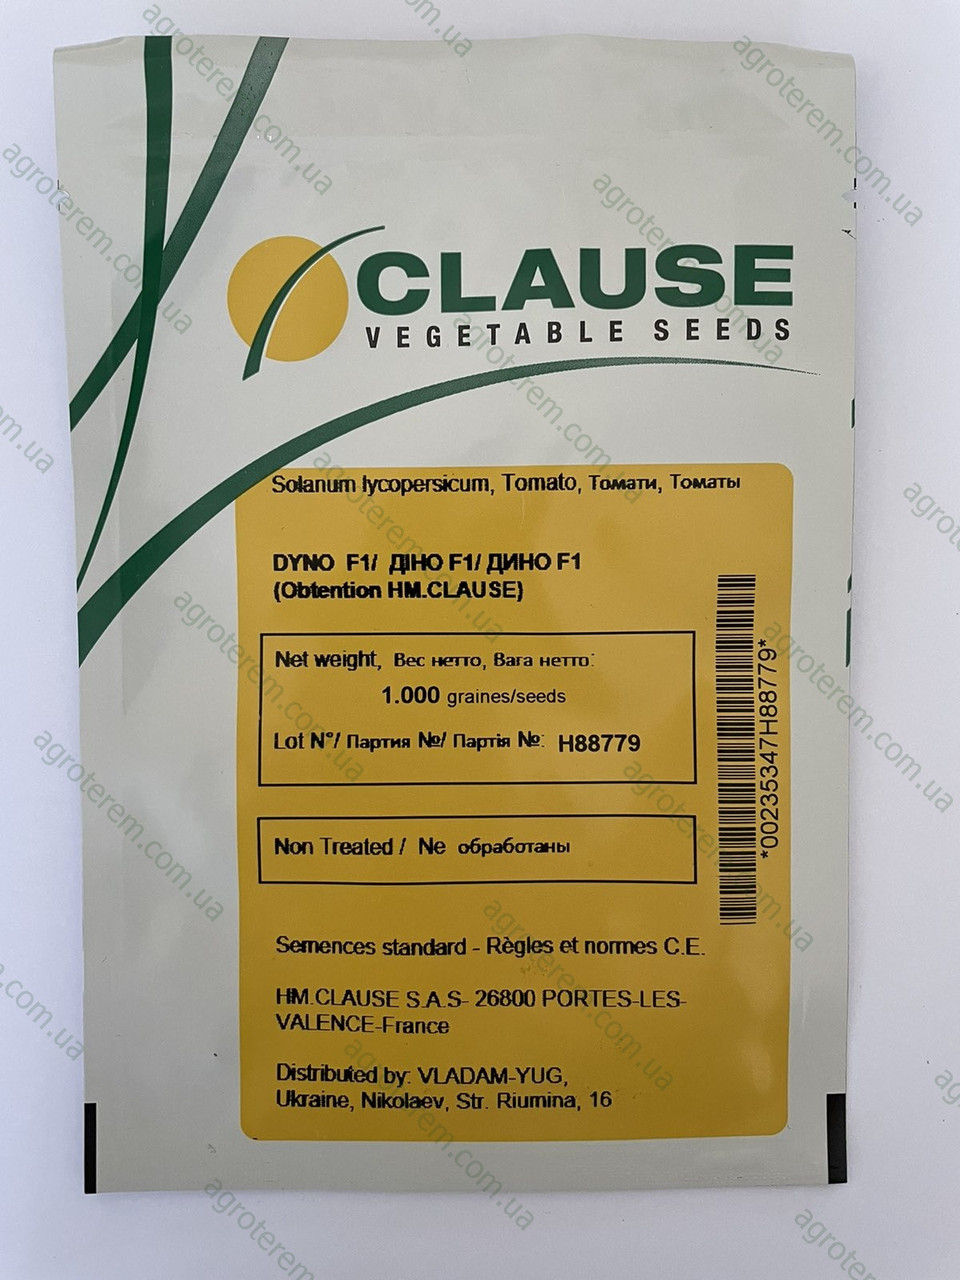 CLAUSE
VEGETABLE SEEDS
Solanum lycopersicum, Tomato, Томати, Томаты
DYNO F1/ ДІНО F1/ ДИНО F1
(Obtention HM.CLAUSE)
Net weight, Вес нетто, Вага нетто:
1.000 graines/seeds
Lot N°/ Партия №/ Партія №: H88779
Non Treated / Не обработаны
*00235347H88779*
Semences standard - Règles et normes C.E.
HM.CLAUSE S.A.S- 26800 PORTES-LES-
VALENCE-France
Distributed by: VLADAM-YUG,
Ukraine, Nikolaev, Str. Riumina, 16
agroterem.com.ua